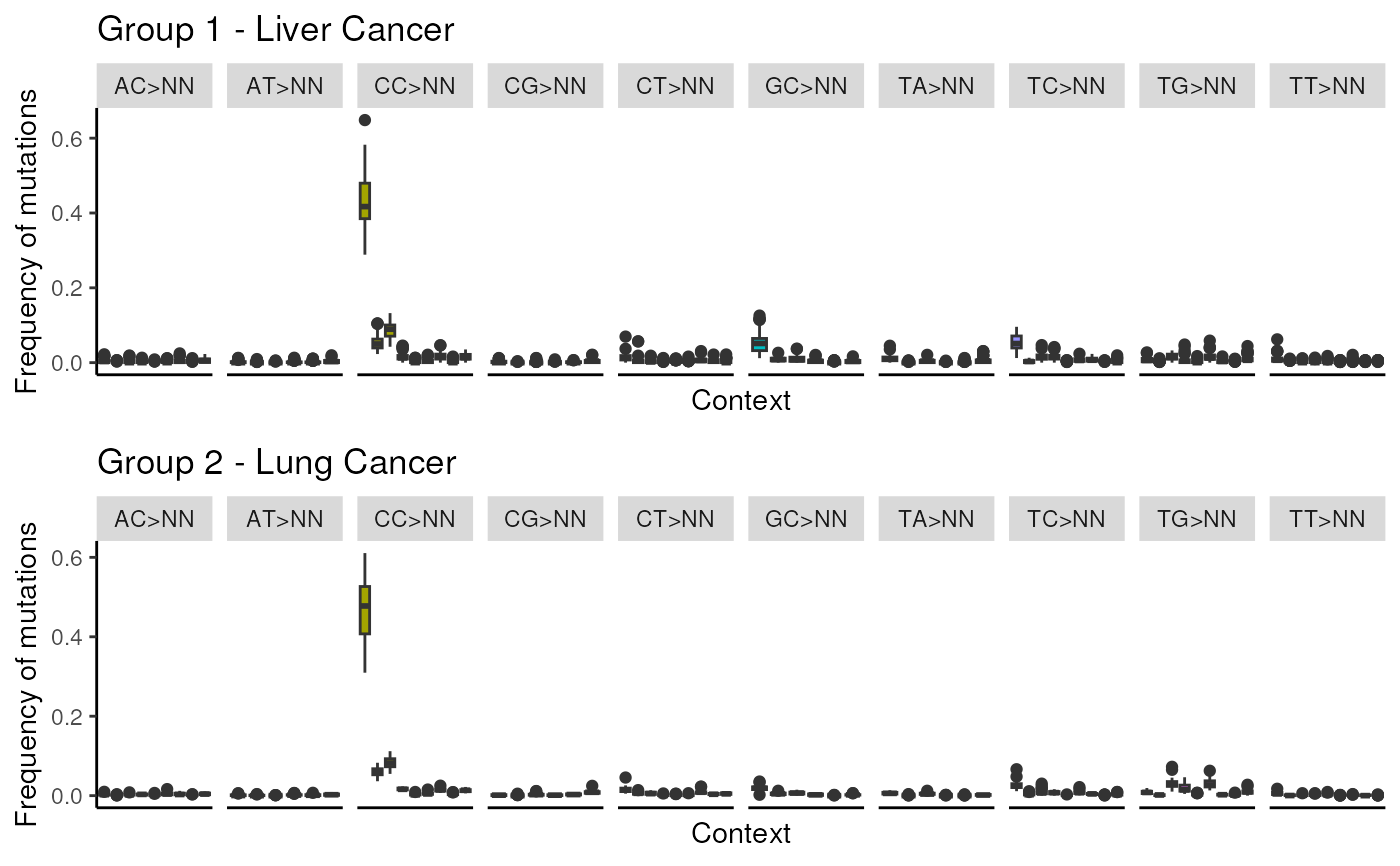 Group 1 - Liver Cancer
AC>NN AT>NN CC>NN CG>NN CT>NN GC>NN TA>NN TC>NN TG>NN TT>NN
Frequency of mutations
0.6
0.4
0.2
0.0
Context
Group 2 - Lung Cancer
AC>NN AT>NN CC>NN CG>NN CT>NN GC>NN TA>NN TC>NN TG>NN TT>NN
Frequency of mutations
0.6
0.4
0.2
0.0
Context